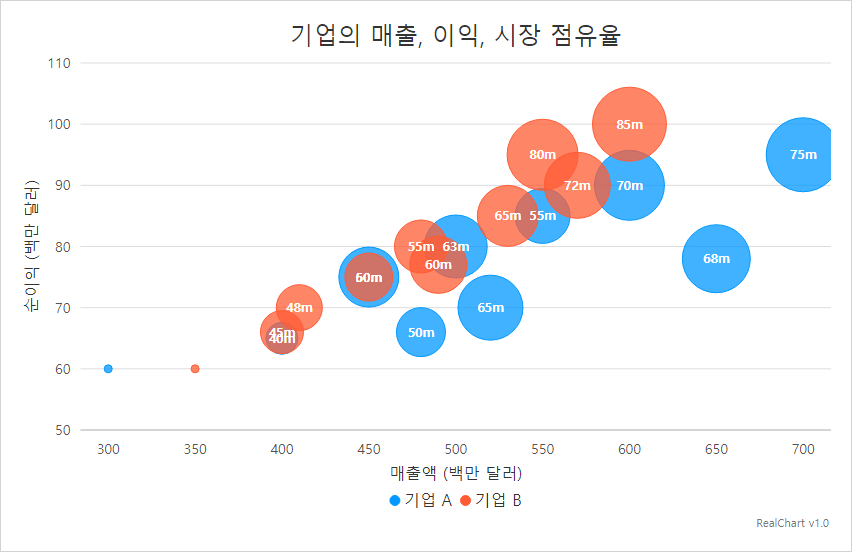 기업의 매출, 이익, 시장 점유율
순이익 (백만 달러)
110
100
90
80
70
60
50
85m
80m
75m
72m
70m
65m
55m
55m
63m
60m
68m
60m
48m
65m
50m
45m
40m
300 350 400 450 500 550 600 650 700
매출액 (백만 달러)
기업 A 기업 B
RealChart v1.0